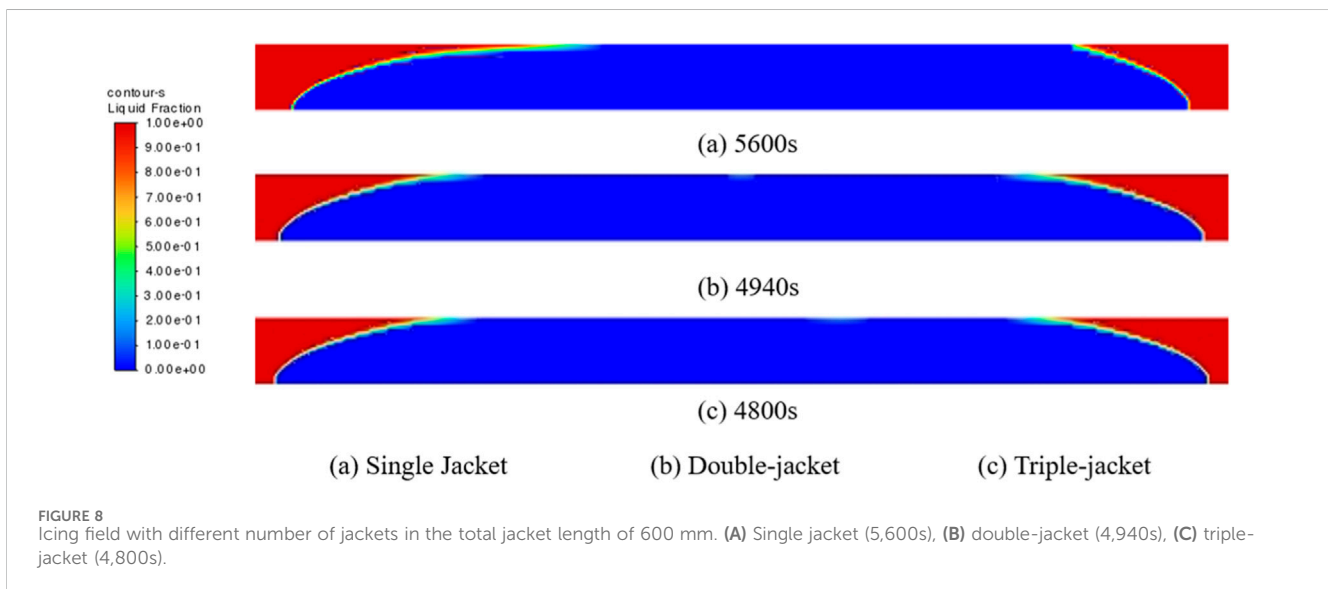 contour-s
Liquid Fraction
1.00e+00
9.00e-01
8.00e-01
7.00e-01
6.00e-01
5.00e-01
4.00e-01
3.00e-01
2.00e-01
1.00e-01
0.00e+00
(a) 5600s
(b) 4940s
(c) 4800s
(a) Single Jacket (b) Double-jacket (c) Triple-jacket
FIGURE 8
Icing field with different number of jackets in the total jacket length of 600 mm. (A) Single jacket (5,600s), (B) double-jacket (4,940s), (C) triple-
jacket (4,800s).